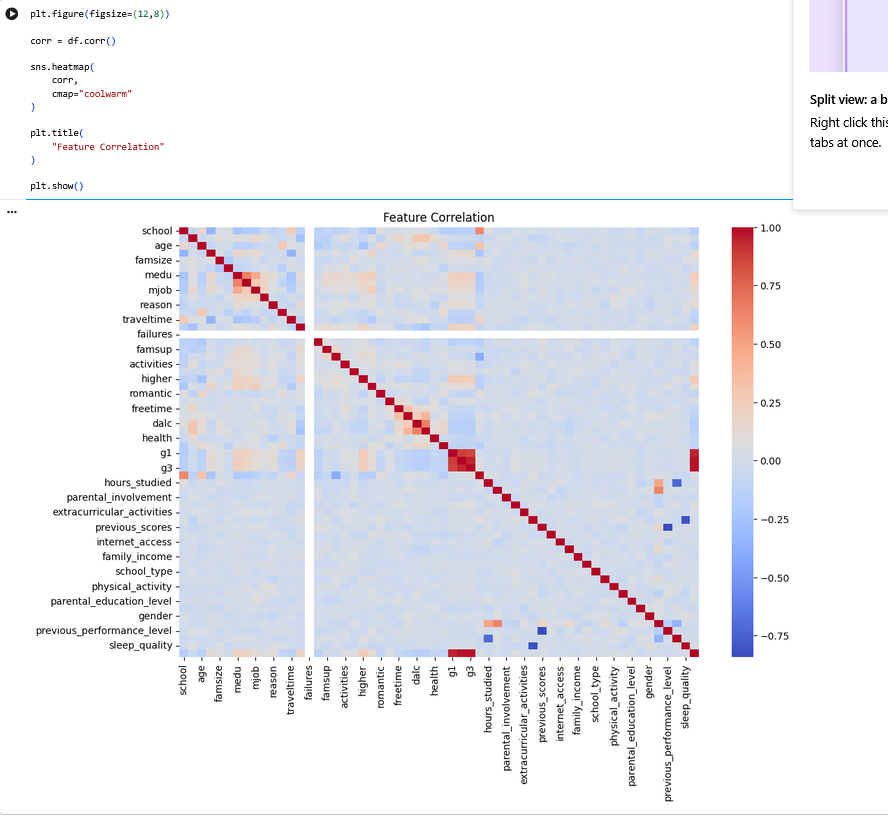 plt.figure(figsize=(12,8))
corr = df.corr()
sns.heatmap(
    corr,
    cmap="coolwarm"
)
plt.title(
    "Feature Correlation"
)
plt.show()
Split view: a b
Right click this
tabs at once.
...
Feature Correlation
school
age
famsize
medu
mjob
reason
traveltime
failures
famsup
activities
higher
romantic
freetime
dalc
health
g1
g3
hours_studied
parental_involvement
extracurricular_activities
previous_scores
internet_access
family_income
school_type
physical_activity
parental_education_level
gender
previous_performance_level
sleep_quality
school
age
famsize
medu
mjob
reason
traveltime
failures
famsup
activities
higher
romantic
freetime
dalc
health
g1
g3
hours_studied
parental_involvement
extracurricular_activities
previous_scores
internet_access
family_income
school_type
physical_activity
parental_education_level
gender
previous_performance_level
sleep_quality
1.00
0.75
0.50
0.25
0.00
−0.25
−0.50
−0.75